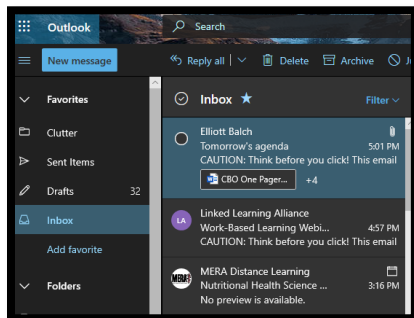 Outlook
Search
New message
Reply all
Delete
Archive
Favorites
Inbox
Filter
Clutter
Elliott Balch
Tomorrow's agenda 5:01 PM
CAUTION: Think before you click! This email
CBO One Pager... +4
Sent Items
Drafts 32
Inbox
Add favorite
Folders
LA
Linked Learning Alliance
Work-Based Learning Webi... 4:57 PM
CAUTION: Think before you click! This email
MERA
MERA Distance Learning
Nutritional Health Science ... 3:16 PM
No preview is available.